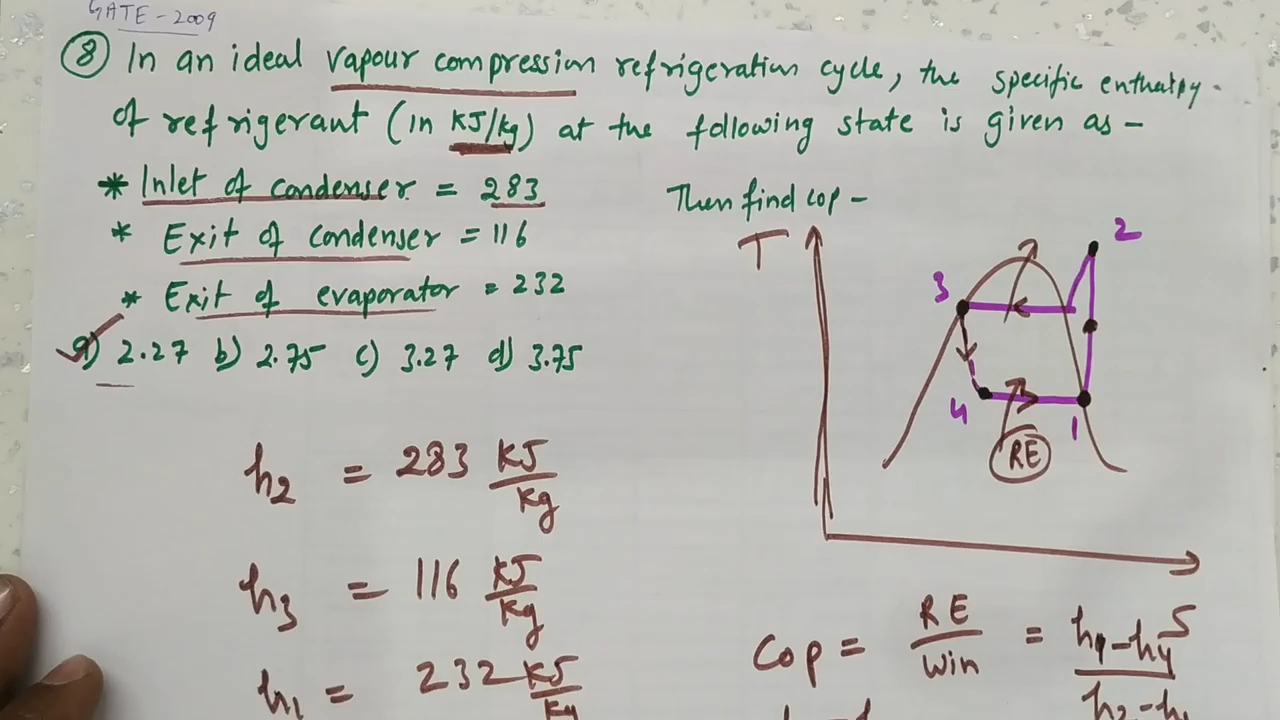 GATE - 2009
⑧ In an ideal vapour compression refrigeration cycle, the specific enthalpy
of refrigerant (in KJ/kg) at the following state is given as -
* Inlet of condenser = 283
* Exit of condenser = 116
* Exit of evaporator = 232
Then find cop -
a) 2.27 b) 2.75 c) 3.27 d) 3.75
T
2
3
4
1
RE
S
h2 = 283 KJ/Kg
h3 = 116 KJ/Kg
h1 = 232 KJ/Kg
Cop = RE/Win = h1-h4/h2-h1